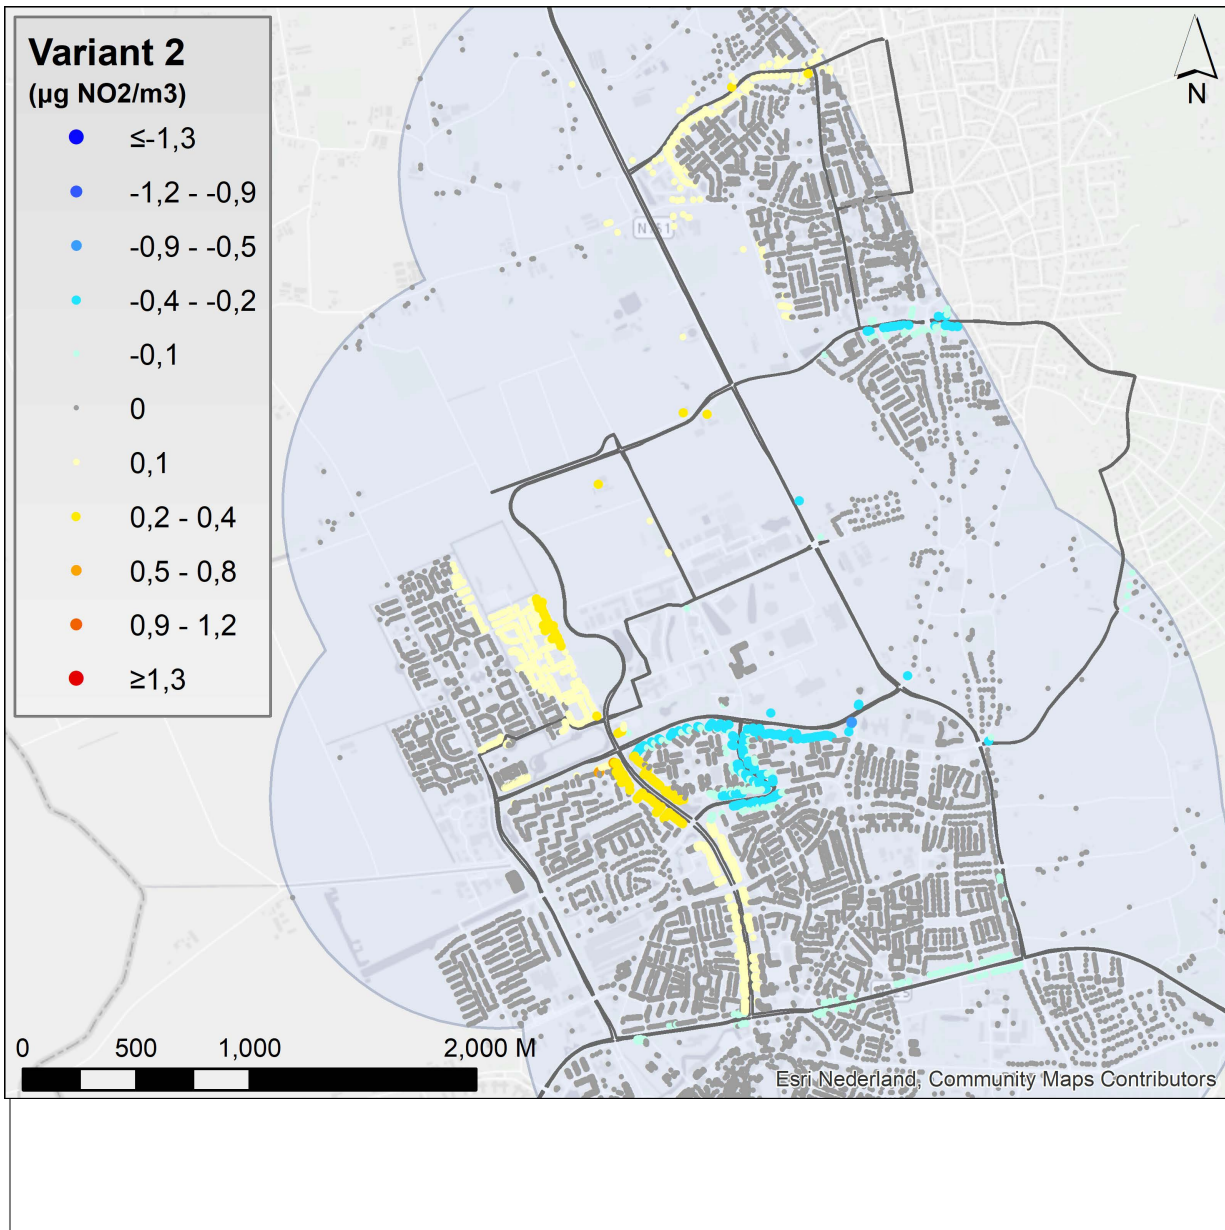 Variant 2
(µg NO2/m3)
≤-1,3
-1,2 - -0,9
-0,9 - -0,5
-0,4 - -0,2
-0,1
0
0,1
0,2 - 0,4
0,5 - 0,8
0,9 - 1,2
≥1,3
N
0 500 1,000 2,000 M
Esri Nederland, Community Maps Contributors